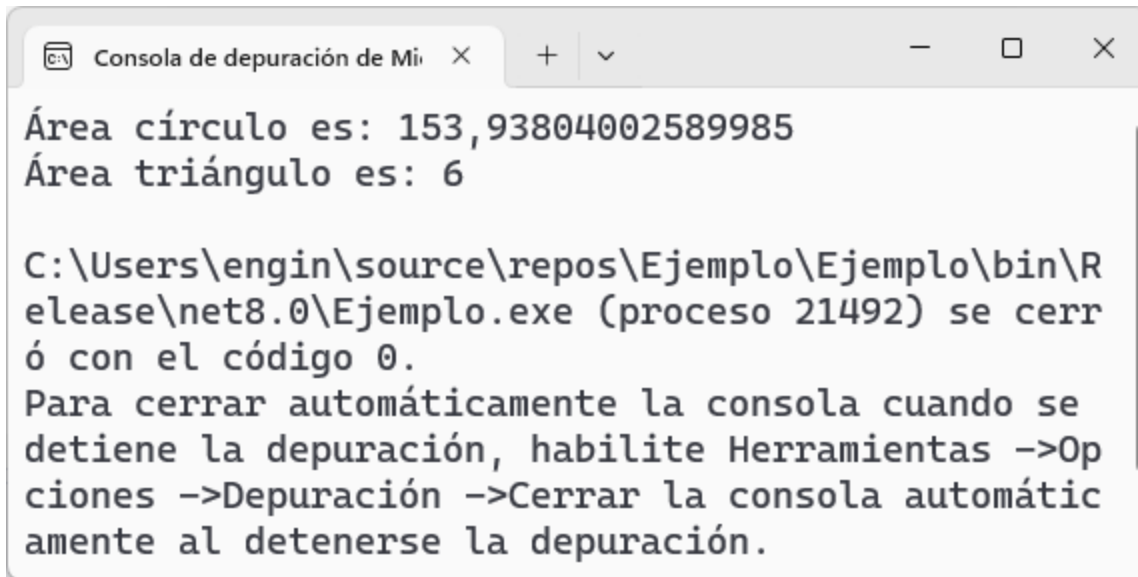 Consola de depuración de Mi
Área círculo es: 153,93804002589985
Área triángulo es: 6
C:\Users\engin\source\repos\Ejemplo\Ejemplo\bin\R
elease\net8.0\Ejemplo.exe (proceso 21492) se cerr
ó con el código 0.
Para cerrar automáticamente la consola cuando se
detiene la depuración, habilite Herramientas ->Op
ciones ->Depuración ->Cerrar la consola automátic
amente al detenerse la depuración.